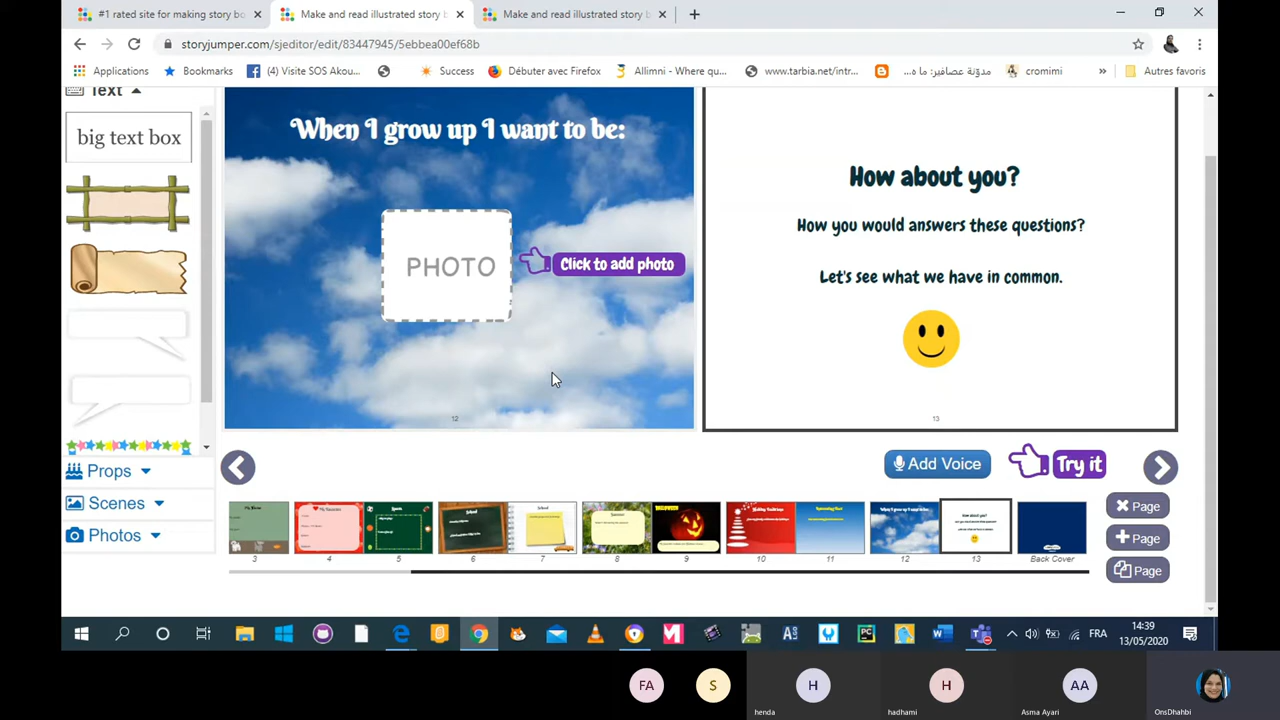 #1 rated site for making story bo
Make and read illustrated story b
Make and read illustrated story b
storyjumper.com/sjeditor/edit/83447945/5ebbea00ef68b
Applications
Bookmarks
(4) Visite SOS Akou...
Success
Débuter avec Firefox
Allimni - Where qu...
www.tarbia.net/intr...
مدوّنة عصافير: ما ه...
cromimi
»
Autres favoris
Text
big text box
Props
Scenes
Photos
When I grow up I want to be:
PHOTO
Click to add photo
12
How about you?
How you would answers these questions?
Let's see what we have in common.
13
Add Voice
Try it
3
4
5
6
7
8
9
10
11
12
13
Back Cover
Page
Page
Page
FRA
14:39
13/05/2020
FA
S
H
henda
H
hadhami
AA
Asma Ayari
OnsDhahbi